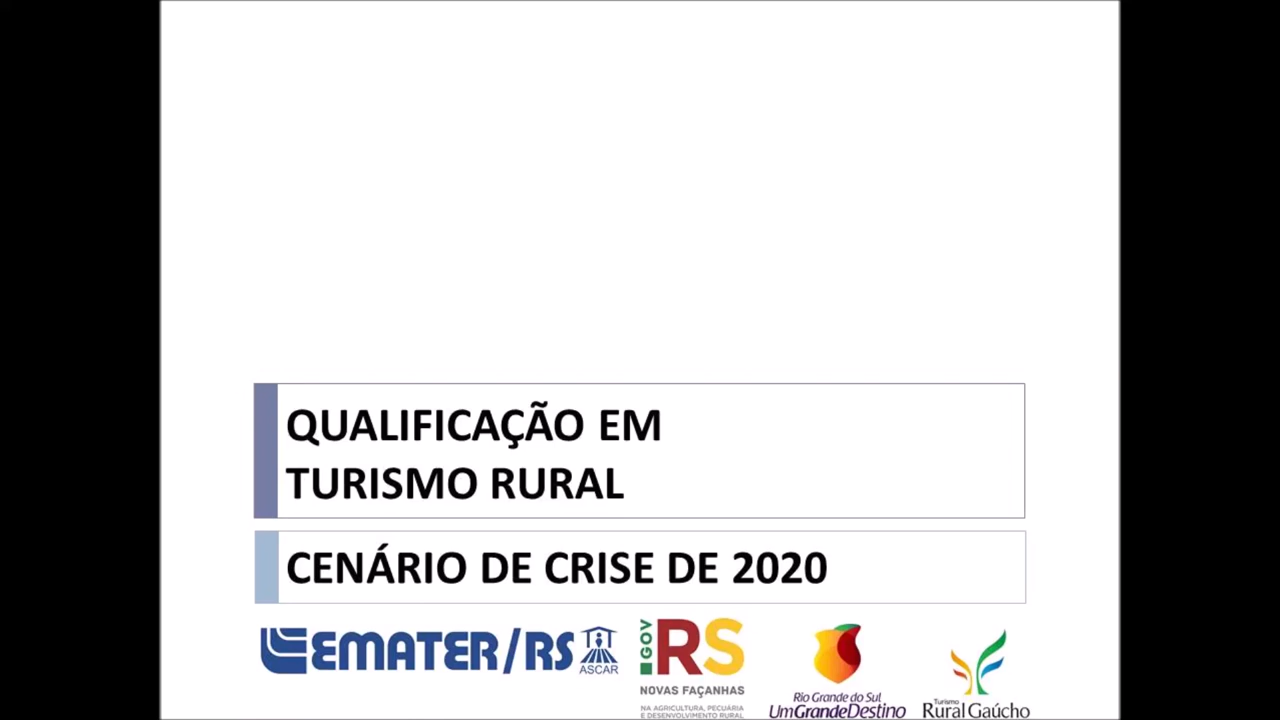 QUALIFICAÇÃO EM
TURISMO RURAL
CENÁRIO DE CRISE DE 2020
EMATER/RS
ASCAR
GOV
RS
NOVAS FAÇANHAS
NA AGRICULTURA, PECUÁRIA
E DESENVOLVIMENTO RURAL
Rio Grande do Sul
UmGrandeDestino
Turismo
Rural Gaúcho